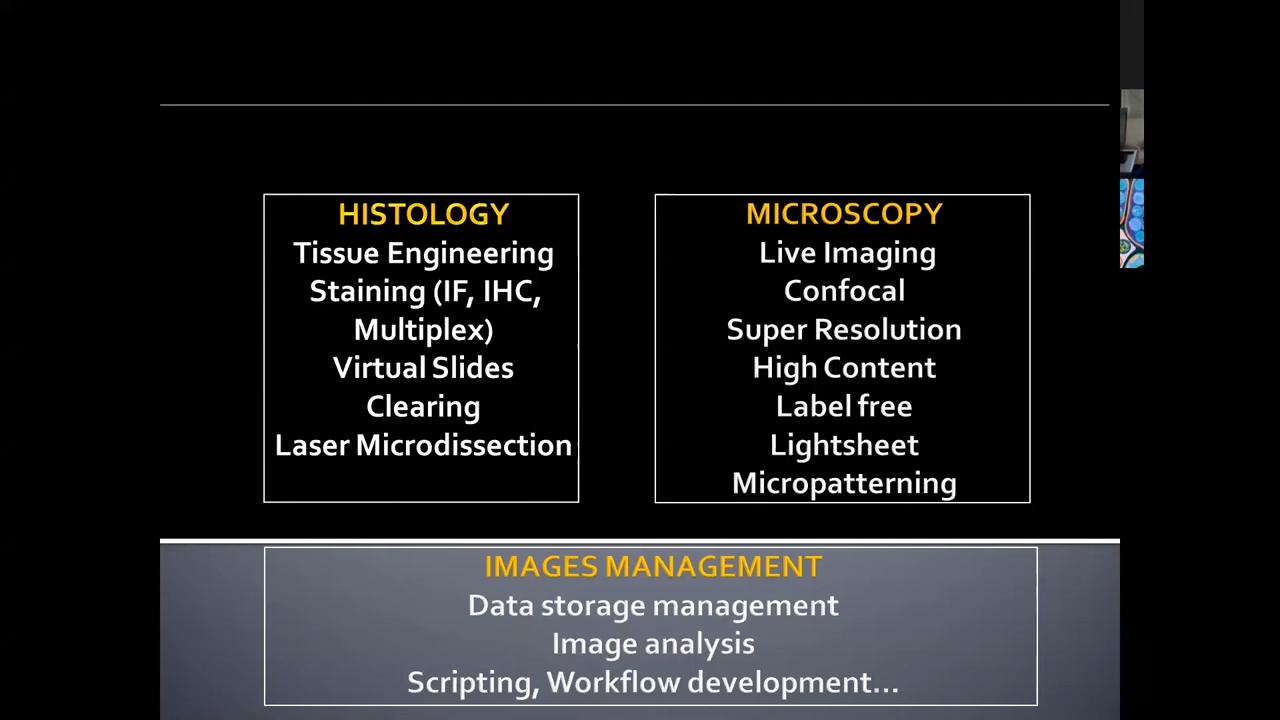 HISTOLOGY
Tissue Engineering
Staining (IF, IHC,
Multiplex)
Virtual Slides
Clearing
Laser Microdissection
MICROSCOPY
Live Imaging
Confocal
Super Resolution
High Content
Label free
Lightsheet
Micropatterning
IMAGES MANAGEMENT
Data storage management
Image analysis
Scripting, Workflow development...